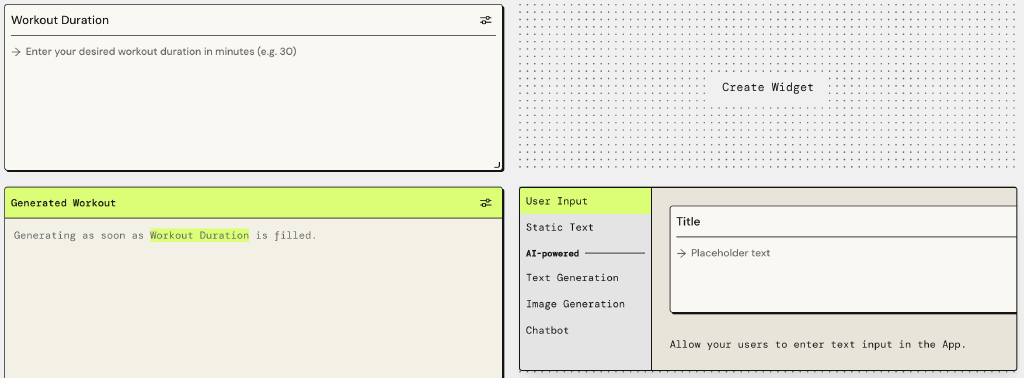 Workout Duration
→ Enter your desired workout duration in minutes (e.g. 30)
Create Widget
Generated Workout
Generating as soon as Workout Duration is filled.
User Input
Static Text
AI-powered
Text Generation
Image Generation
Chatbot
Title
→ Placeholder text
Allow your users to enter text input in the App.